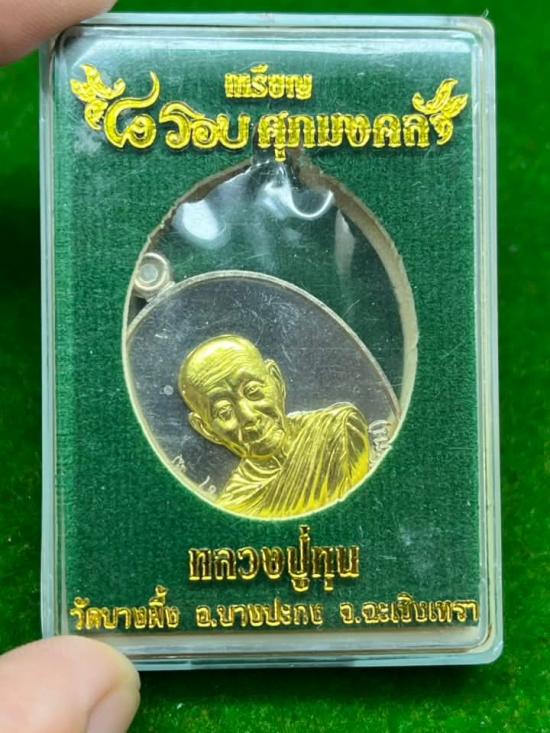 เหรียญ
๘ รอบ ศุภมงคล
หลวงปู่ทุน
วัดบางผึ้ง อ.บางปะกง จ.ฉะเชิงเทรา